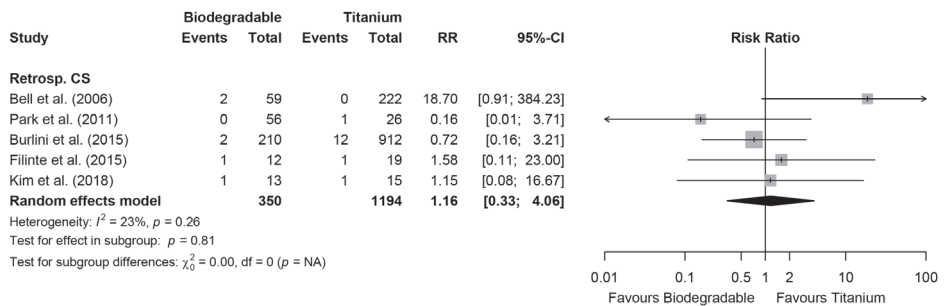 Biodegradable Titanium
Study Events Total Events Total RR 95%-CI Risk Ratio
Retrosp. CS
Bell et al. (2006) 2 59 0 222 18.70 [0.91; 384.23]
Park et al. (2011) 0 56 1 26 0.16 [0.01; 3.71]
Burlini et al. (2015) 2 210 12 912 0.72 [0.16; 3.21]
Filinte et al. (2015) 1 12 1 19 1.58 [0.11; 23.00]
Kim et al. (2018) 1 13 1 15 1.15 [0.08; 16.67]
Random effects model 350 1194 1.16 [0.33; 4.06]
Heterogeneity: I² = 23%, p = 0.26
Test for effect in subgroup: p = 0.81
Test for subgroup differences: χ²₀ = 0.00, df = 0 (p = NA)
0.01 0.1 0.5 1 2 10 100
Favours Biodegradable Favours Titanium